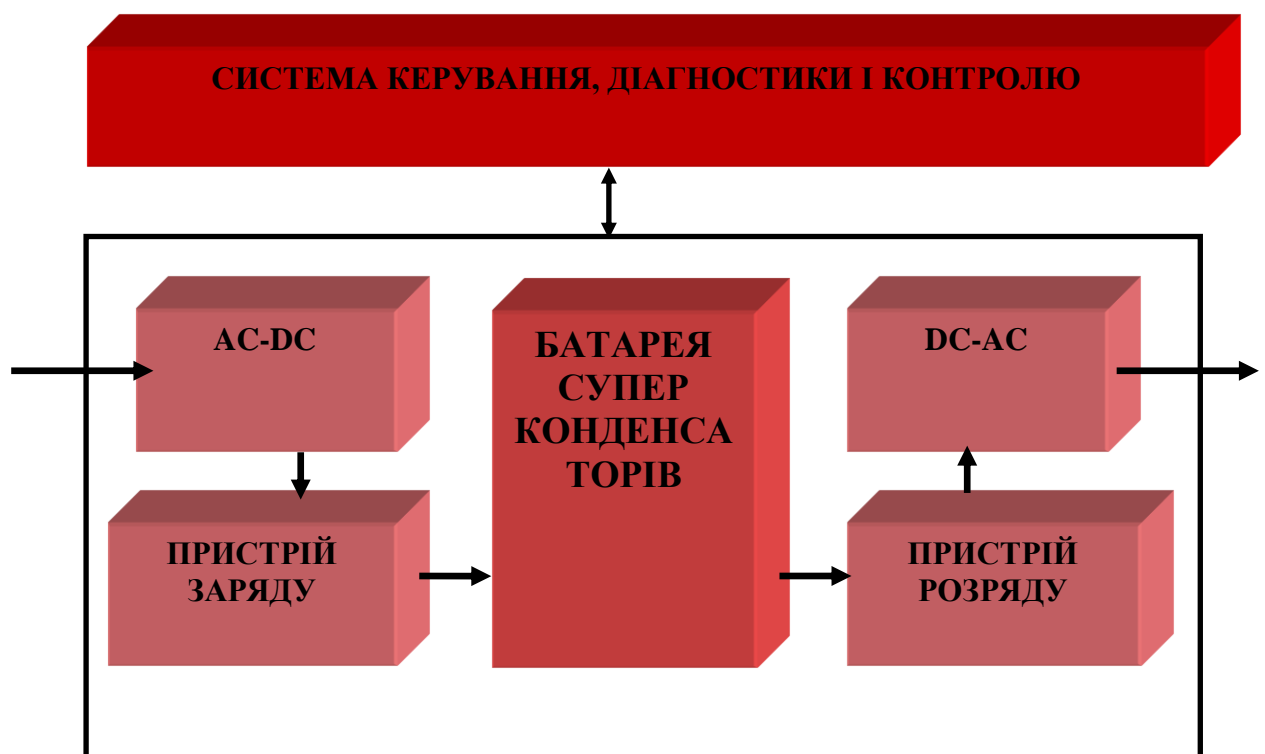 СИСТЕМА КЕРУВАННЯ, ДІАГНОСТИКИ І КОНТРОЛЮ
AC-DC
ПРИСТРІЙ
ЗАРЯДУ
БАТАРЕЯ
СУПЕР
КОНДЕНСА
ТОРІВ
DC-AC
ПРИСТРІЙ
РОЗРЯДУ